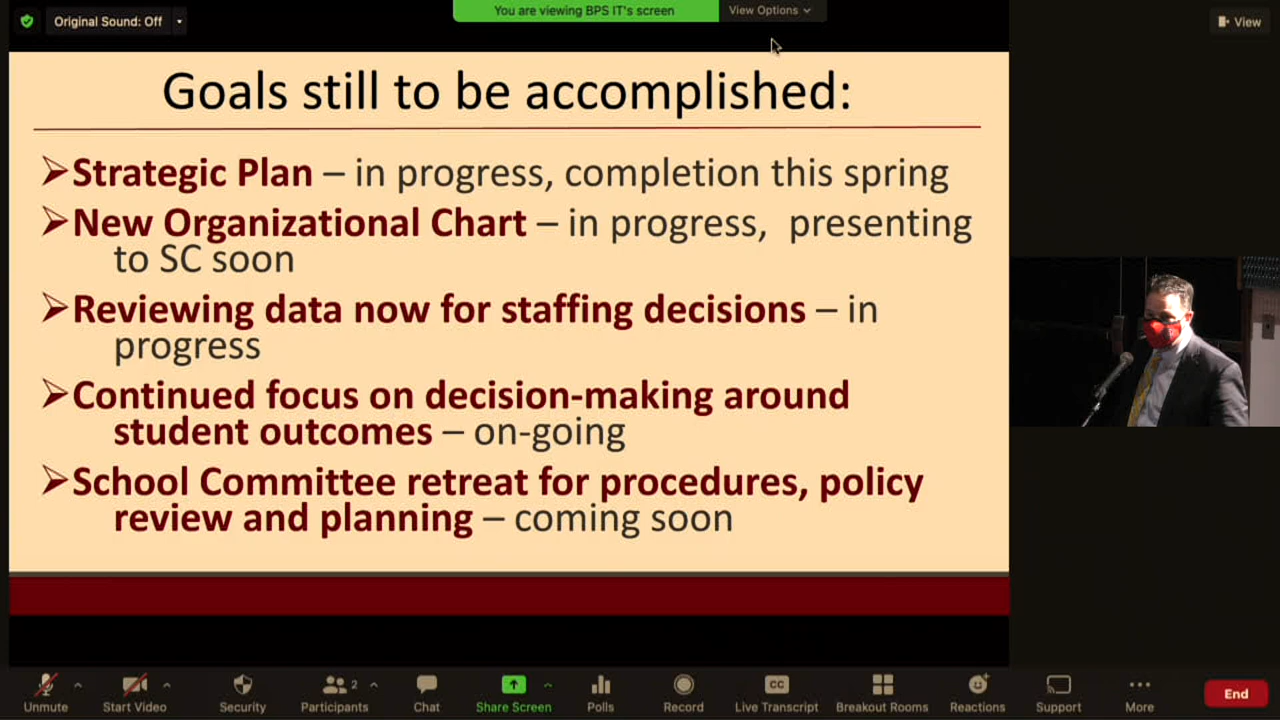 Original Sound: Off
You are viewing BPS IT's screen
View Options
View
Goals still to be accomplished:
➢Strategic Plan – in progress, completion this spring
➢New Organizational Chart – in progress,  presenting
to SC soon
➢Reviewing data now for staffing decisions – in
progress
➢Continued focus on decision-making around
student outcomes – on-going
➢School Committee retreat for procedures, policy
review and planning – coming soon
2
CC
Unmute
Start Video
Security
Participants
Chat
Share Screen
Polls
Record
Live Transcript
Breakout Rooms
Reactions
Support
More
End